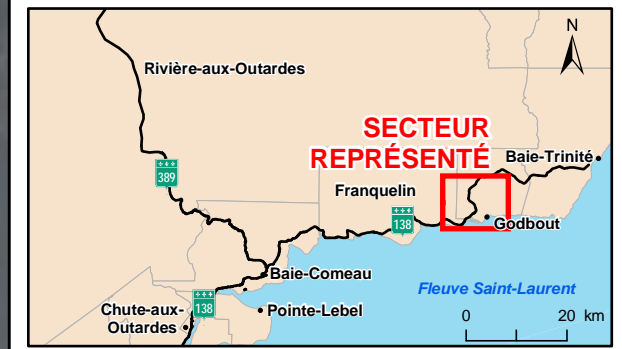 N
Rivière-aux-Outardes
SECTEUR
REPRÉSENTÉ
Baie-Trinité
389
Franquelin
138
Godbout
Baie-Comeau
Fleuve Saint-Laurent
Chute-aux-
Outardes
138
Pointe-Lebel
0 20 km